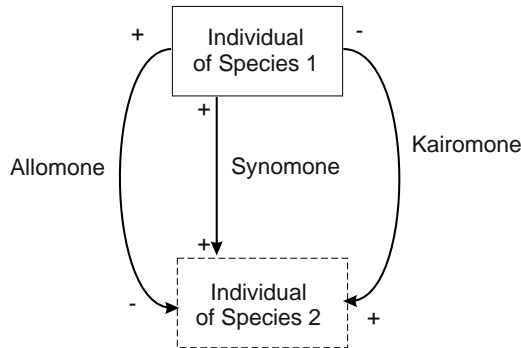 +
Individual
of Species 1
-
+
Allomone
Synomone
Kairomone
+
-
Individual
of Species 2
+